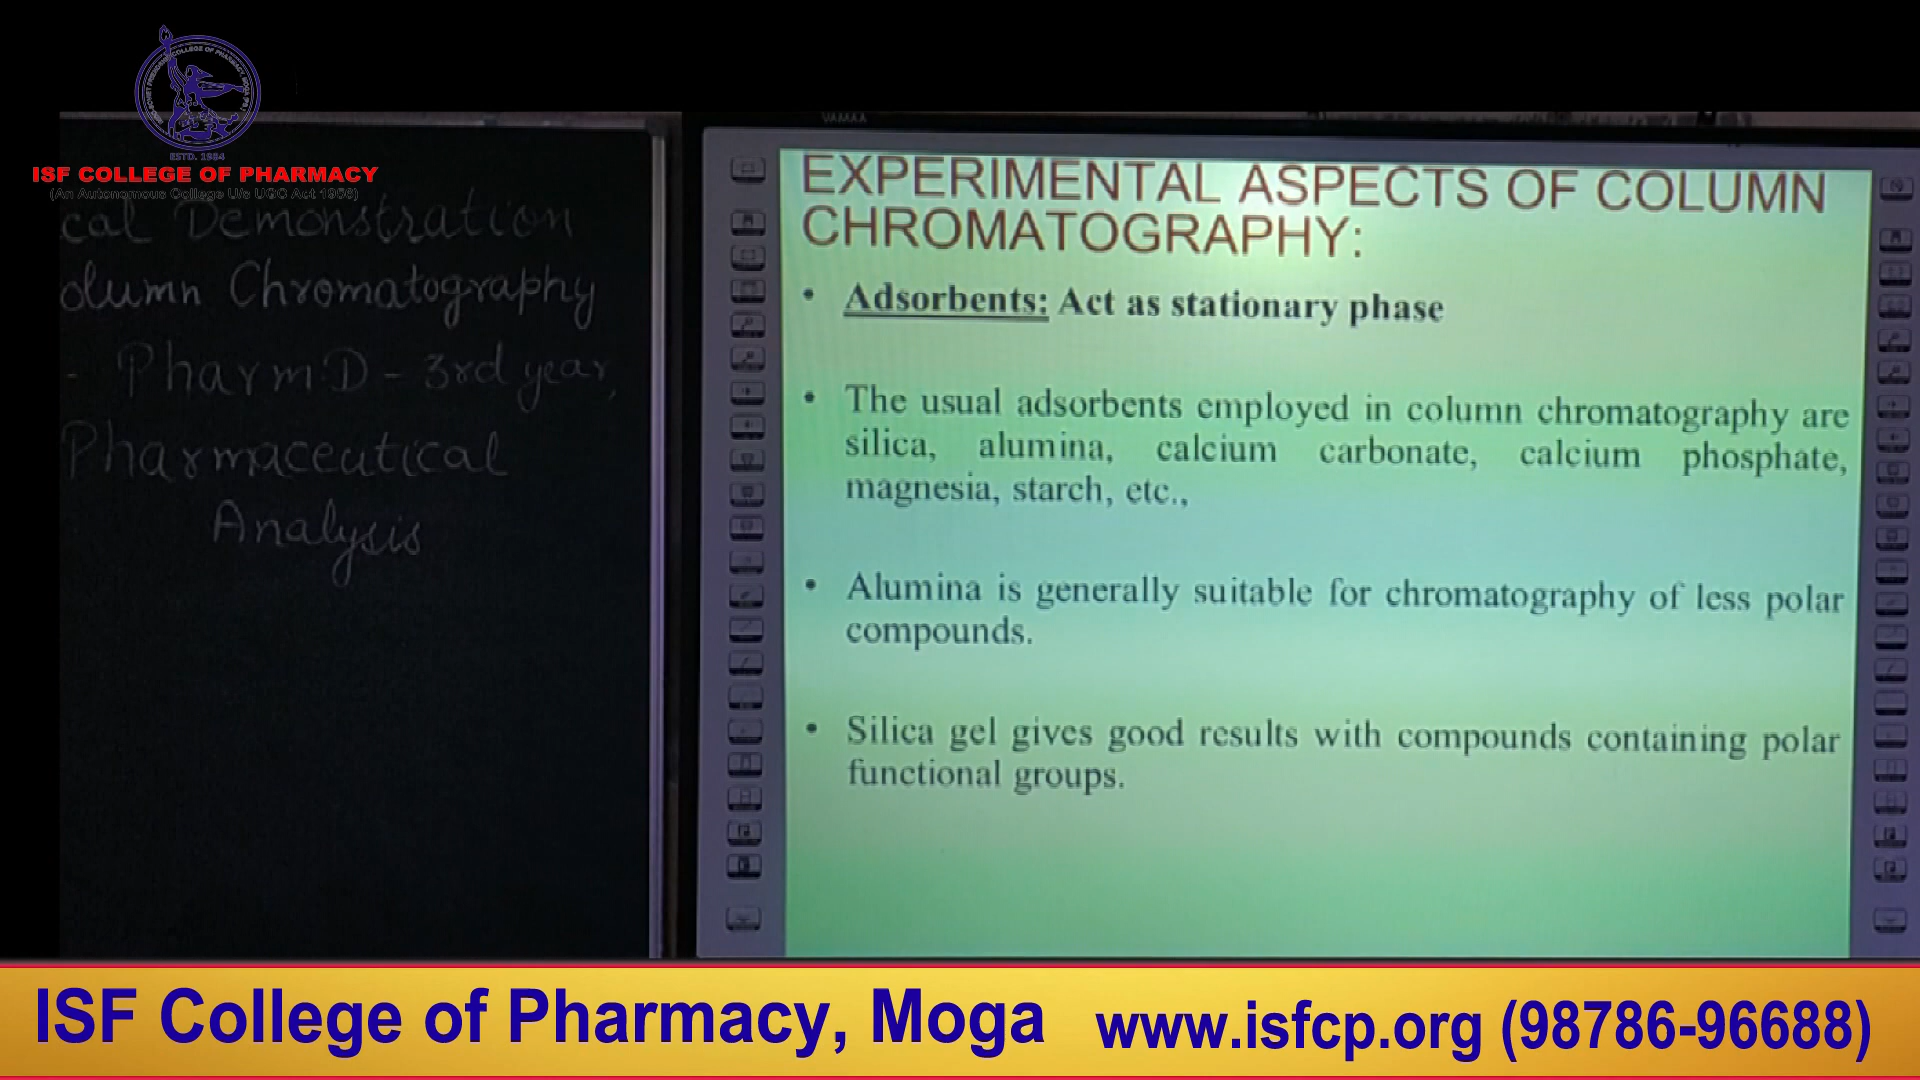 ISF COLLEGE OF PHARMACY
(An Autonomous College U/s UGC Act 1956)
ESTD. 1984
cal Demonstration
olumn Chromatography
- Pharm.D - 3rd year,
Pharmaceutical
Analysis
VAMAA
EXPERIMENTAL ASPECTS OF COLUMN
CHROMATOGRAPHY:
• Adsorbents: Act as stationary phase
• The usual adsorbents employed in column chromatography are
silica, alumina, calcium carbonate, calcium phosphate,
magnesia, starch, etc.,
• Alumina is generally suitable for chromatography of less polar
compounds.
• Silica gel gives good results with compounds containing polar
functional groups.
ISF College of Pharmacy, Moga
www.isfcp.org (98786-96688)